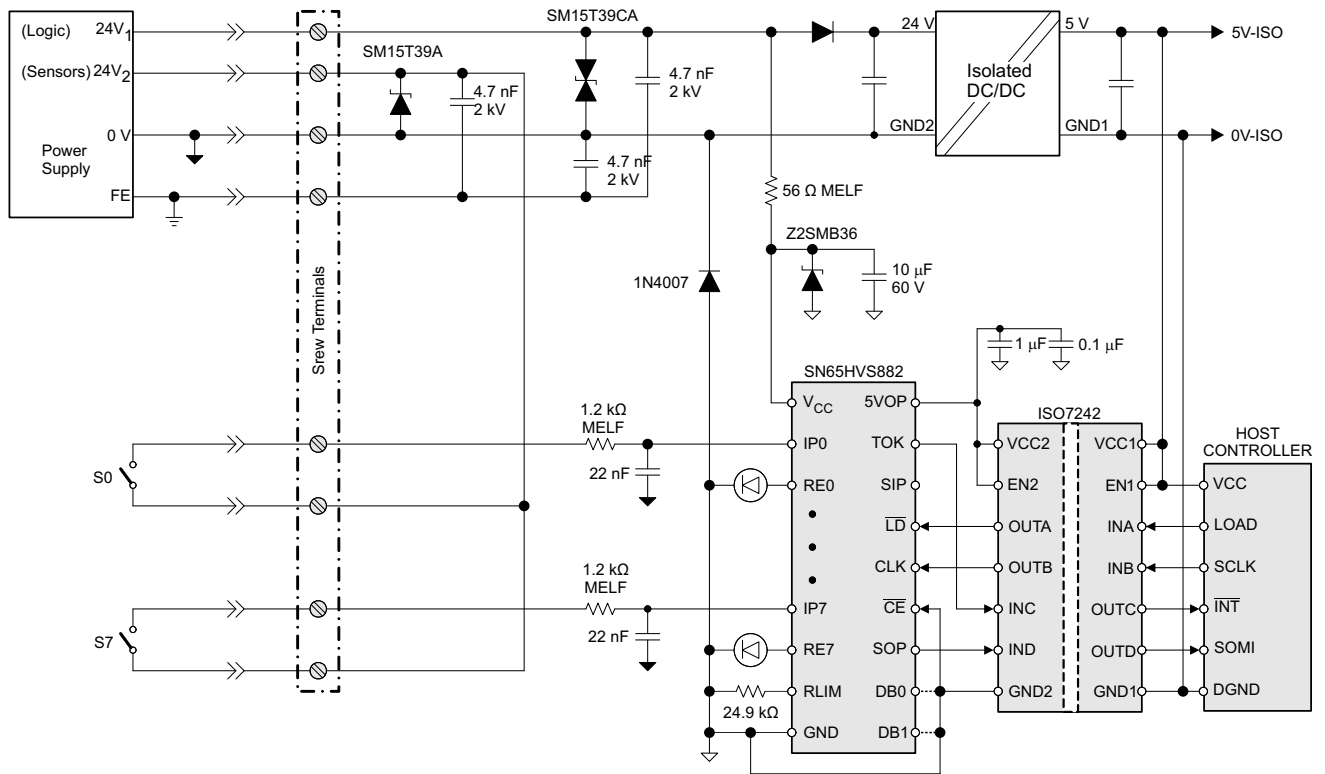 SM15T39CA
(Logic) 24V1
24 V
5 V
5V-ISO
SM15T39A
(Sensors) 24V2
4.7 nF
2 kV
4.7 nF
2 kV
Isolated
DC/DC
0 V
GND2
GND1
0V-ISO
Power
Supply
4.7 nF
2 kV
FE
56 Ω MELF
Z2SMB36
1N4007
10 μF
60 V
Srew Terminals
1 μF
0.1 μF
SN65HVS882
1.2 kΩ
MELF
VCC
5VOP
ISO7242
HOST
CONTROLLER
IP0
TOK
VCC2
VCC1
S0
22 nF
RE0
SIP
EN2
EN1
VCC
LD
OUTA
INA
LOAD
1.2 kΩ
MELF
CLK
OUTB
INB
SCLK
IP7
CE
INC
OUTC
INT
S7
22 nF
RE7
SOP
IND
OUTD
SOMI
RLIM
DB0
GND2
GND1
DGND
24.9 kΩ
GND
DB1